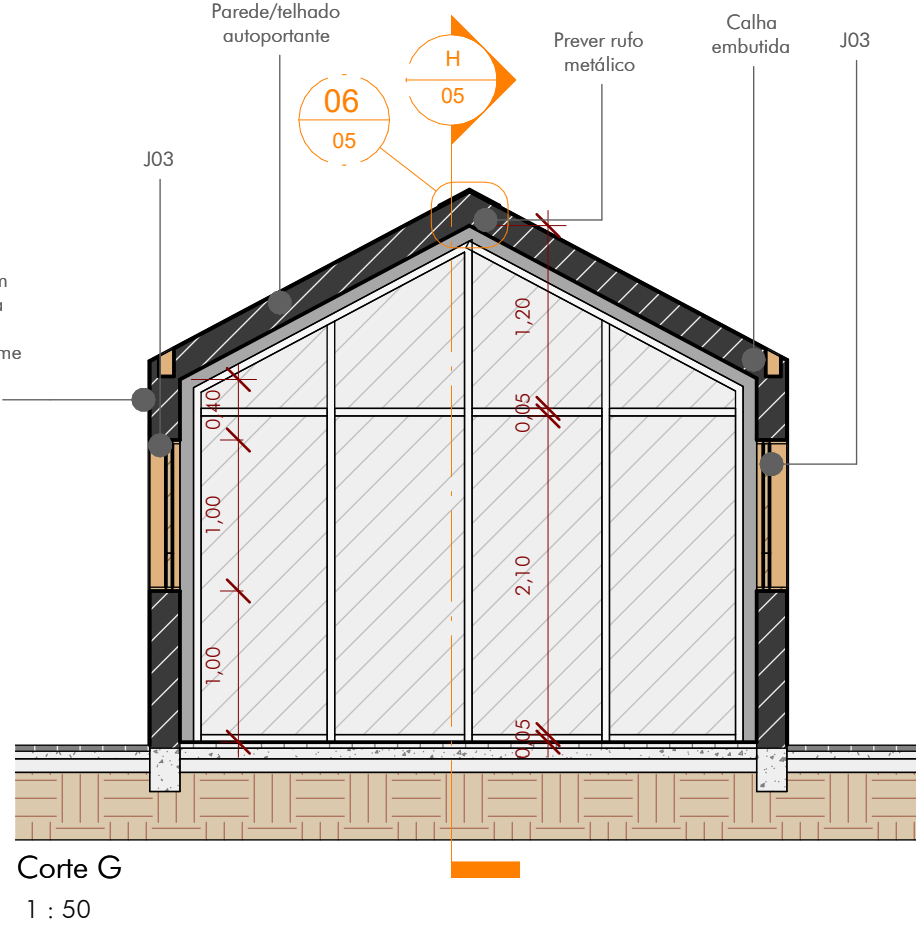 Parede/telhado
autoportante
H
05
06
05
Prever rufo
metálico
Calha
embutida
J03
J03
me
1,20
0,40
0,05
1,00
2,10
1,00
0,05
Corte G
1 : 50